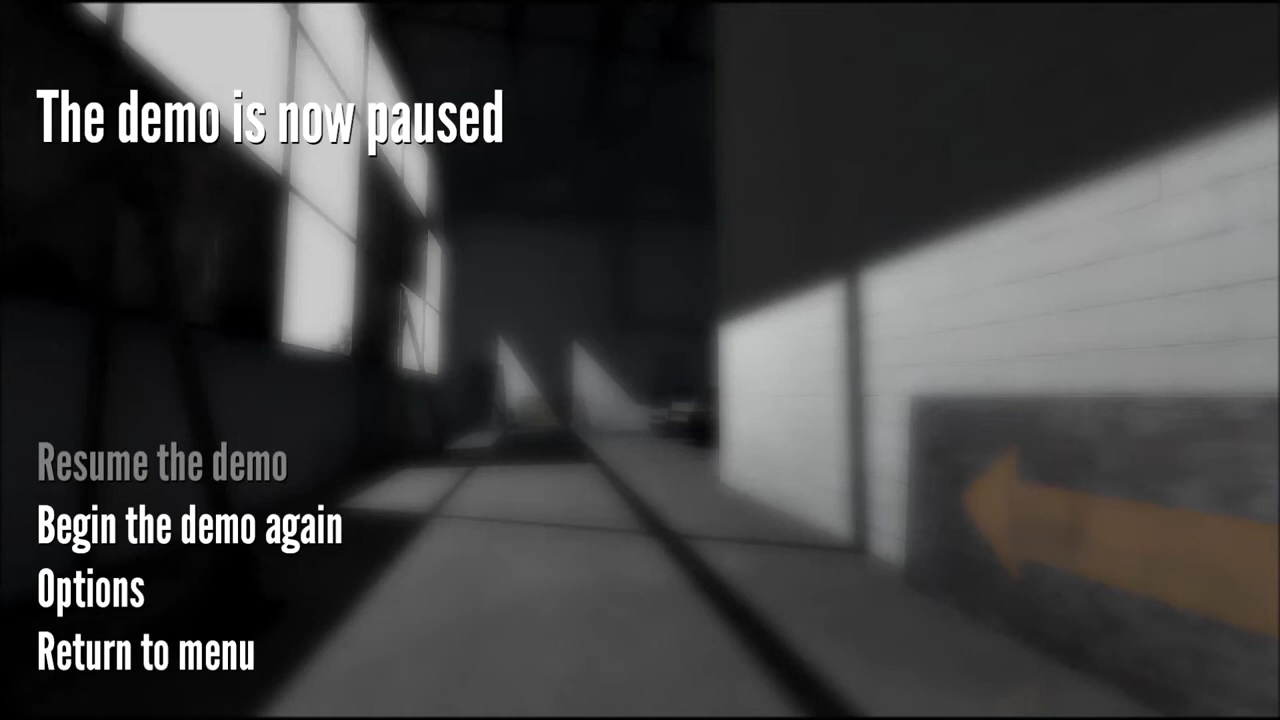 The demo is now paused
Resume the demo
Begin the demo again
Options
Return to menu